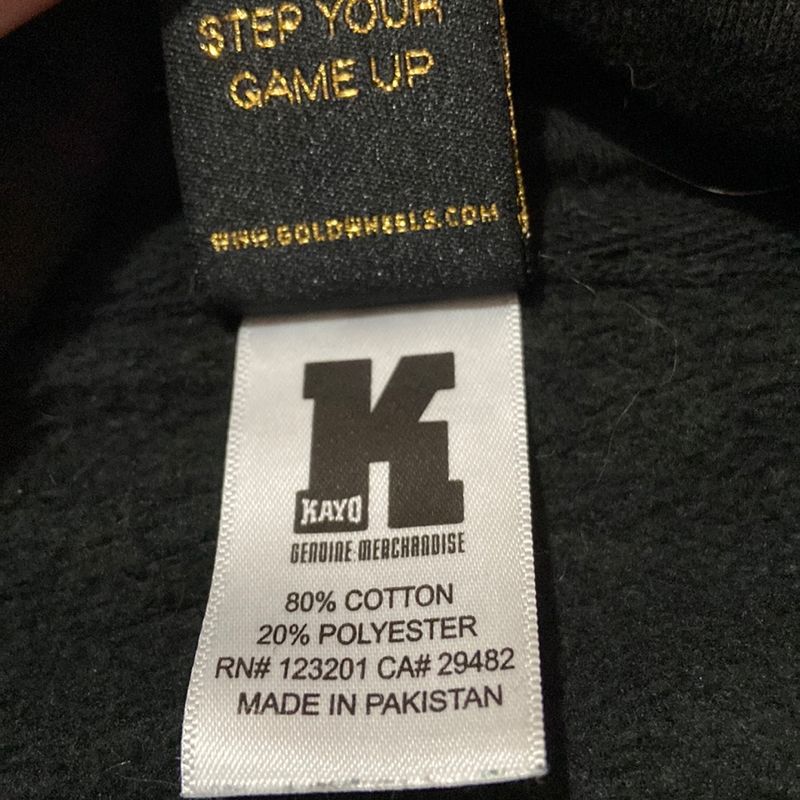 STEP YOUR
GAME UP
WWW.GOLDWHEELS.COM
K
KAYO
GENUINE MERCHANDISE
80% COTTON
20% POLYESTER
RN# 123201 CA# 29482
MADE IN PAKISTAN